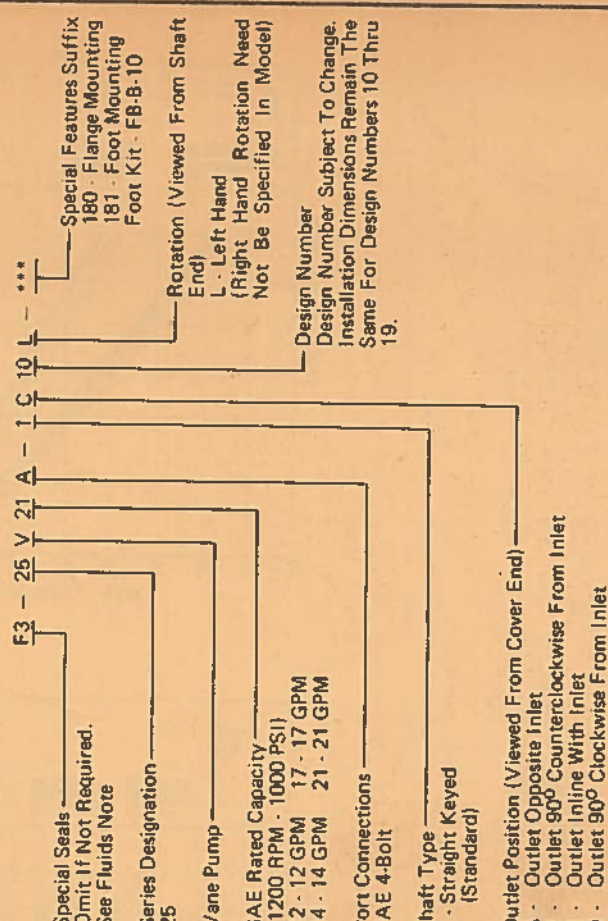 F3 - 25 V 21 A - 1 C 10 L - ***
Special Seals
Omit If Not Required.
See Fluids Note
Series Designation
25
Vane Pump
SAE Rated Capacity
1200 RPM - 1000 PSI)
2 - 12 GPM 17 - 17 GPM
4 - 14 GPM 21 - 21 GPM
Port Connections
SAE 4-Bolt
Shaft Type
- Straight Keyed
(Standard)
Outlet Position (Viewed From Cover End)
- Outlet Opposite Inlet
- Outlet 90º Counterclockwise From Inlet
- Outlet Inline With Inlet
- Outlet 90º Clockwise From Inlet
Special Features Suffix
180 - Flange Mounting
181 - Foot Mounting
Foot Kit - FB-B-10
Rotation (Viewed From Shaft
End)
L - Left Hand
(Right Hand Rotation Need
Not Be Specified In Model)
Design Number
Design Number Subject To Change.
Installation Dimensions Remain The
Same For Design Numbers 10 Thru
19.